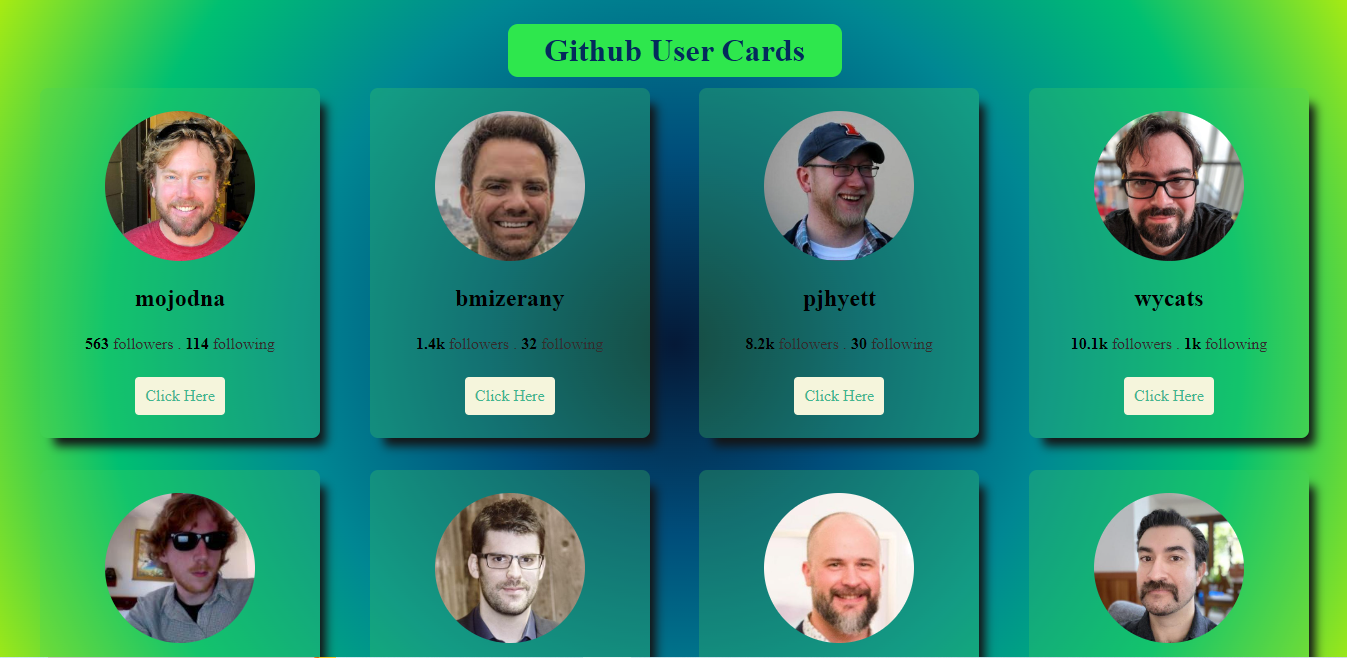 Github User Cards
mojodna
bmizerany
pjhyett
wycats
563 followers . 114 following
1.4k followers . 32 following
8.2k followers . 30 following
10.1k followers . 1k following
Click Here
Click Here
Click Here
Click Here